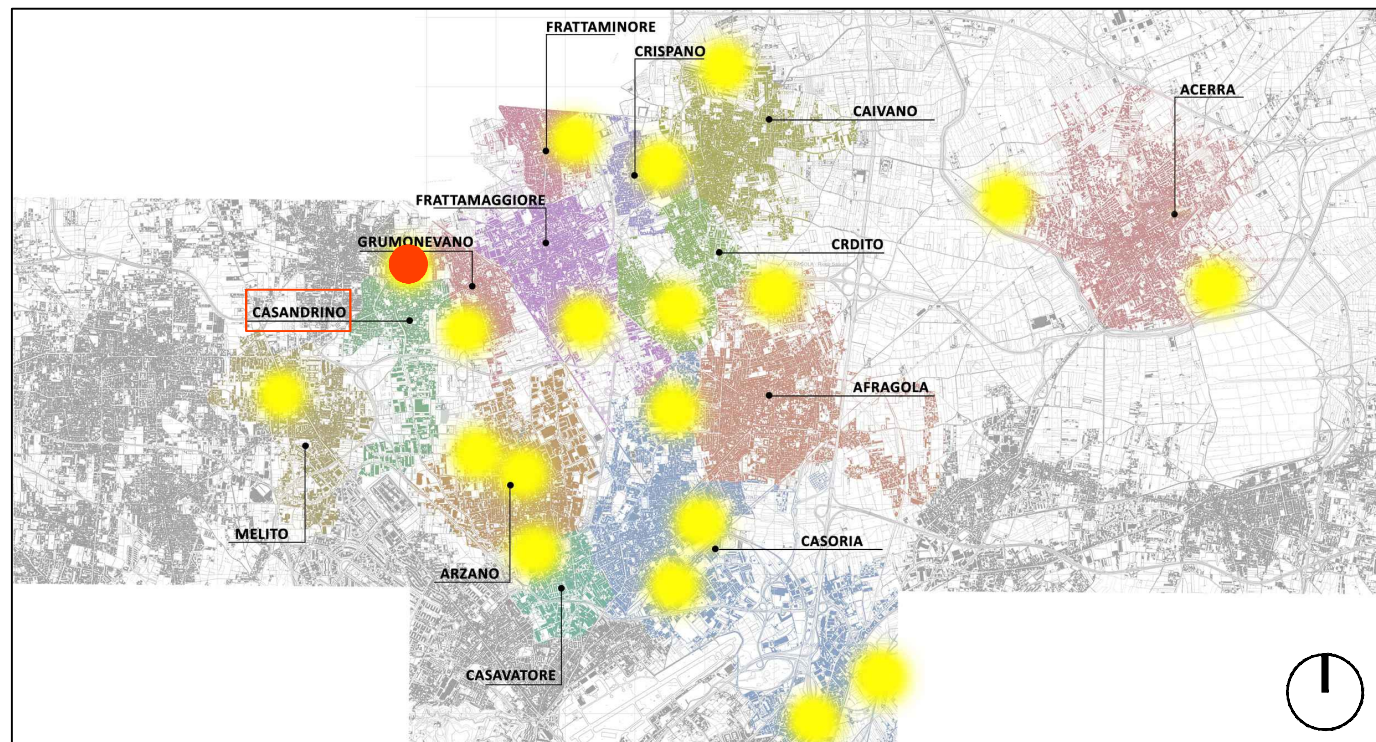 FRATTAMINORE
CRISPANO
ACERRA
CAIVANO
FRATTAMAGGIORE
GRUMONEVANO
CRDITO
CASANDRINO
AFRAGOLA
MELITO
CASORIA
ARZANO
CASAVATORE